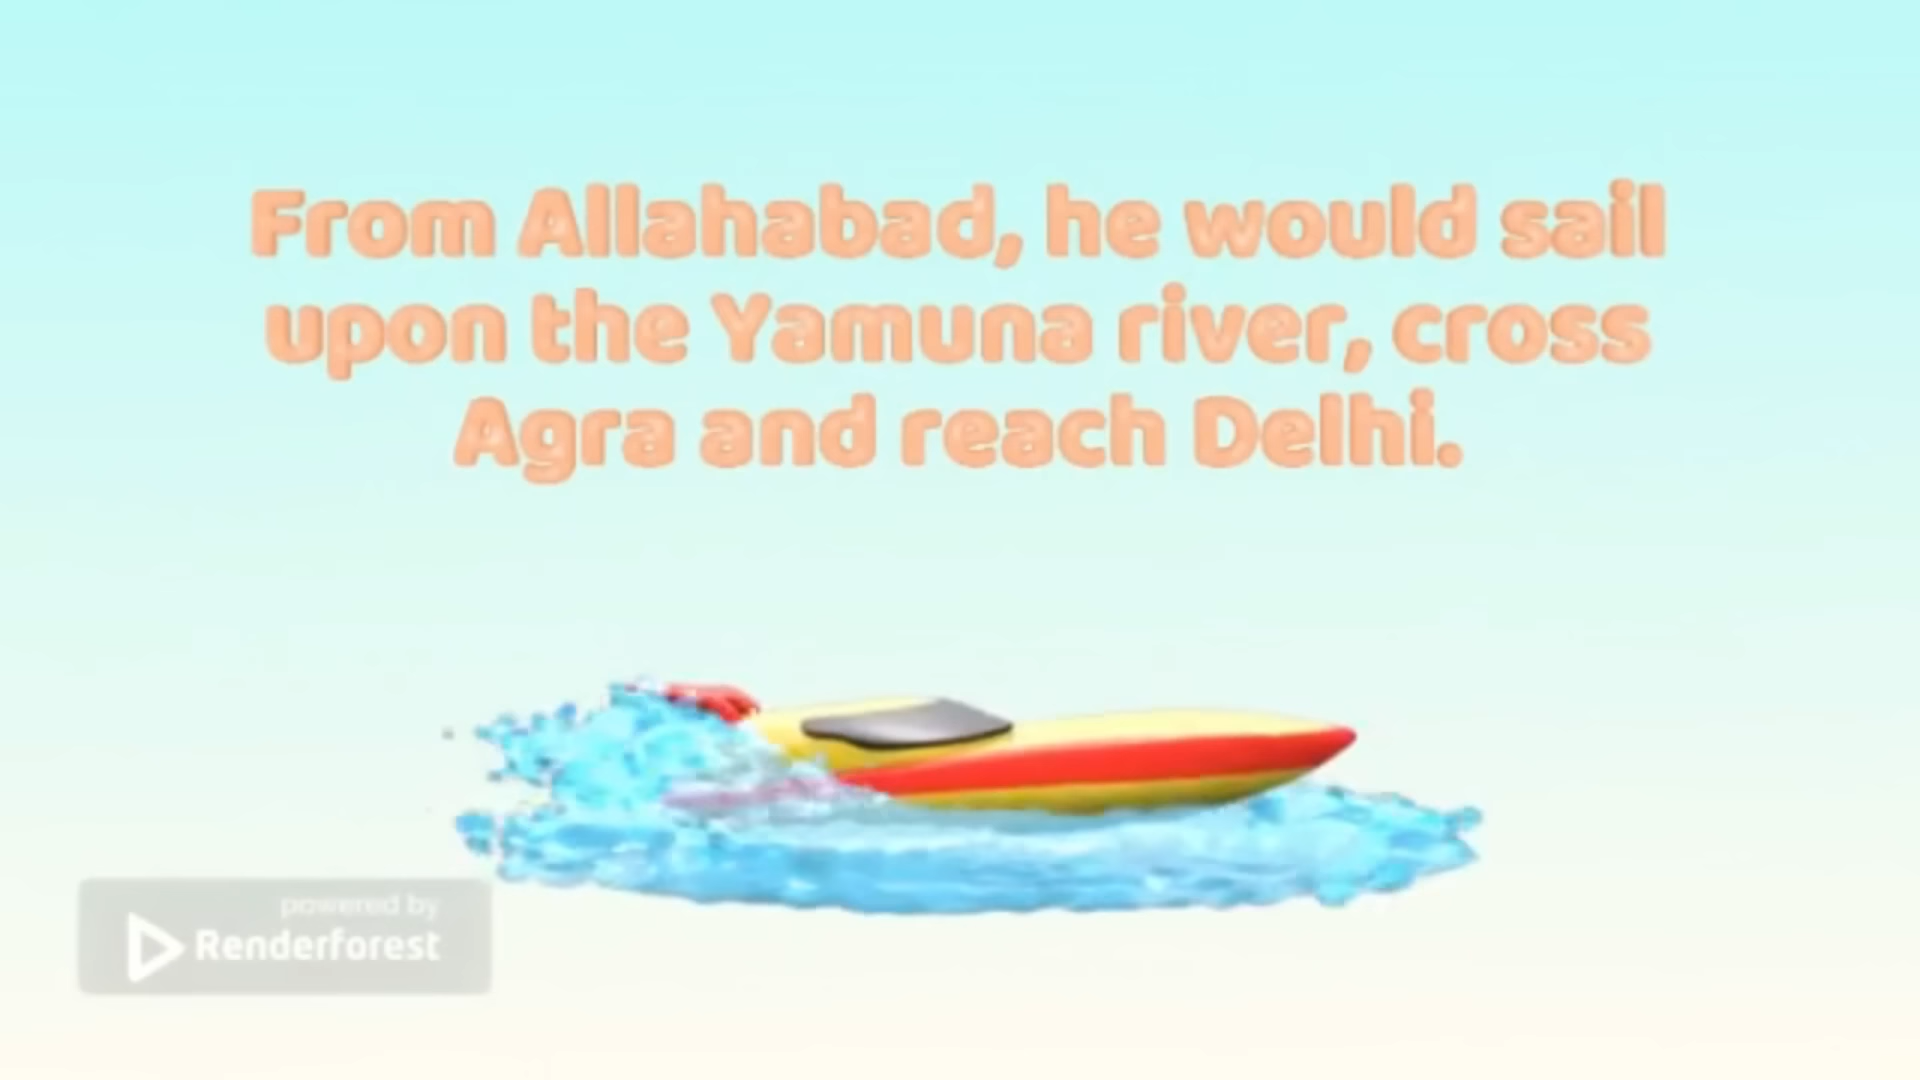 From Allahabad, he would sail
upon the Yamuna river, cross
Agra and reach Delhi.
powered by
Renderforest